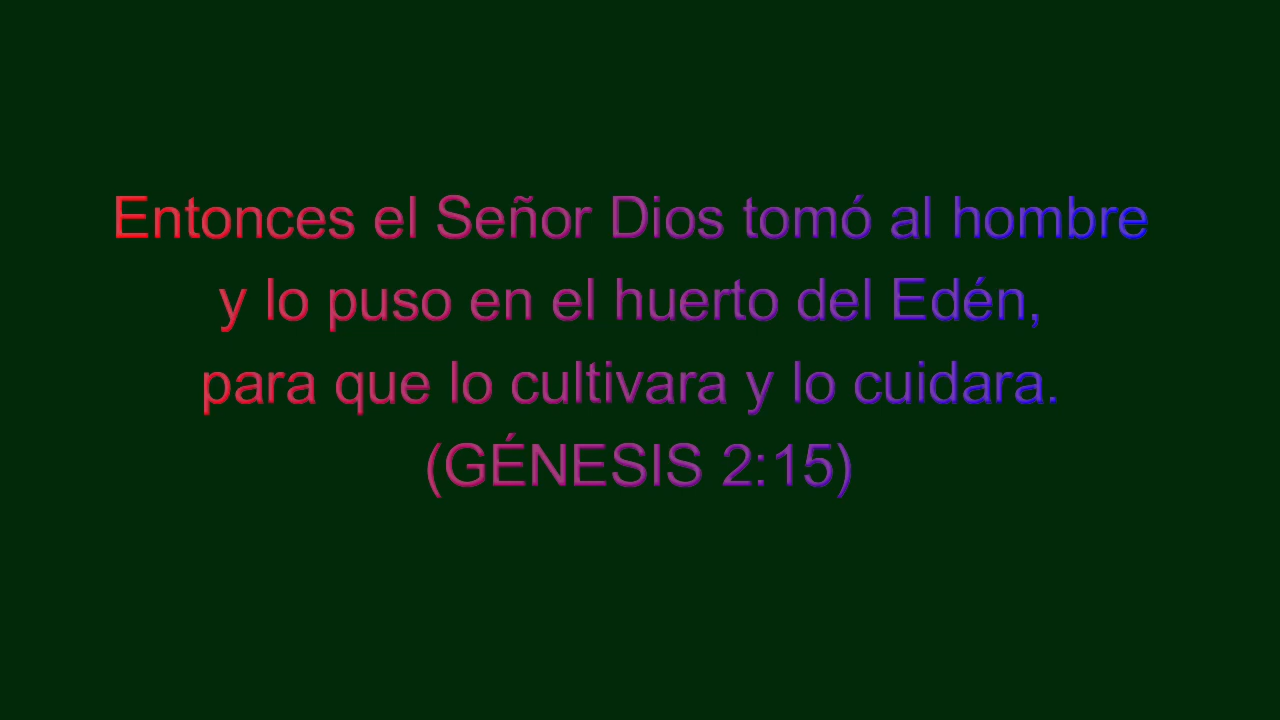 Entonces el Señor Dios tomó al hombre
y lo puso en el huerto del Edén,
para que lo cultivara y lo cuidara.
(GÉNESIS 2:15)